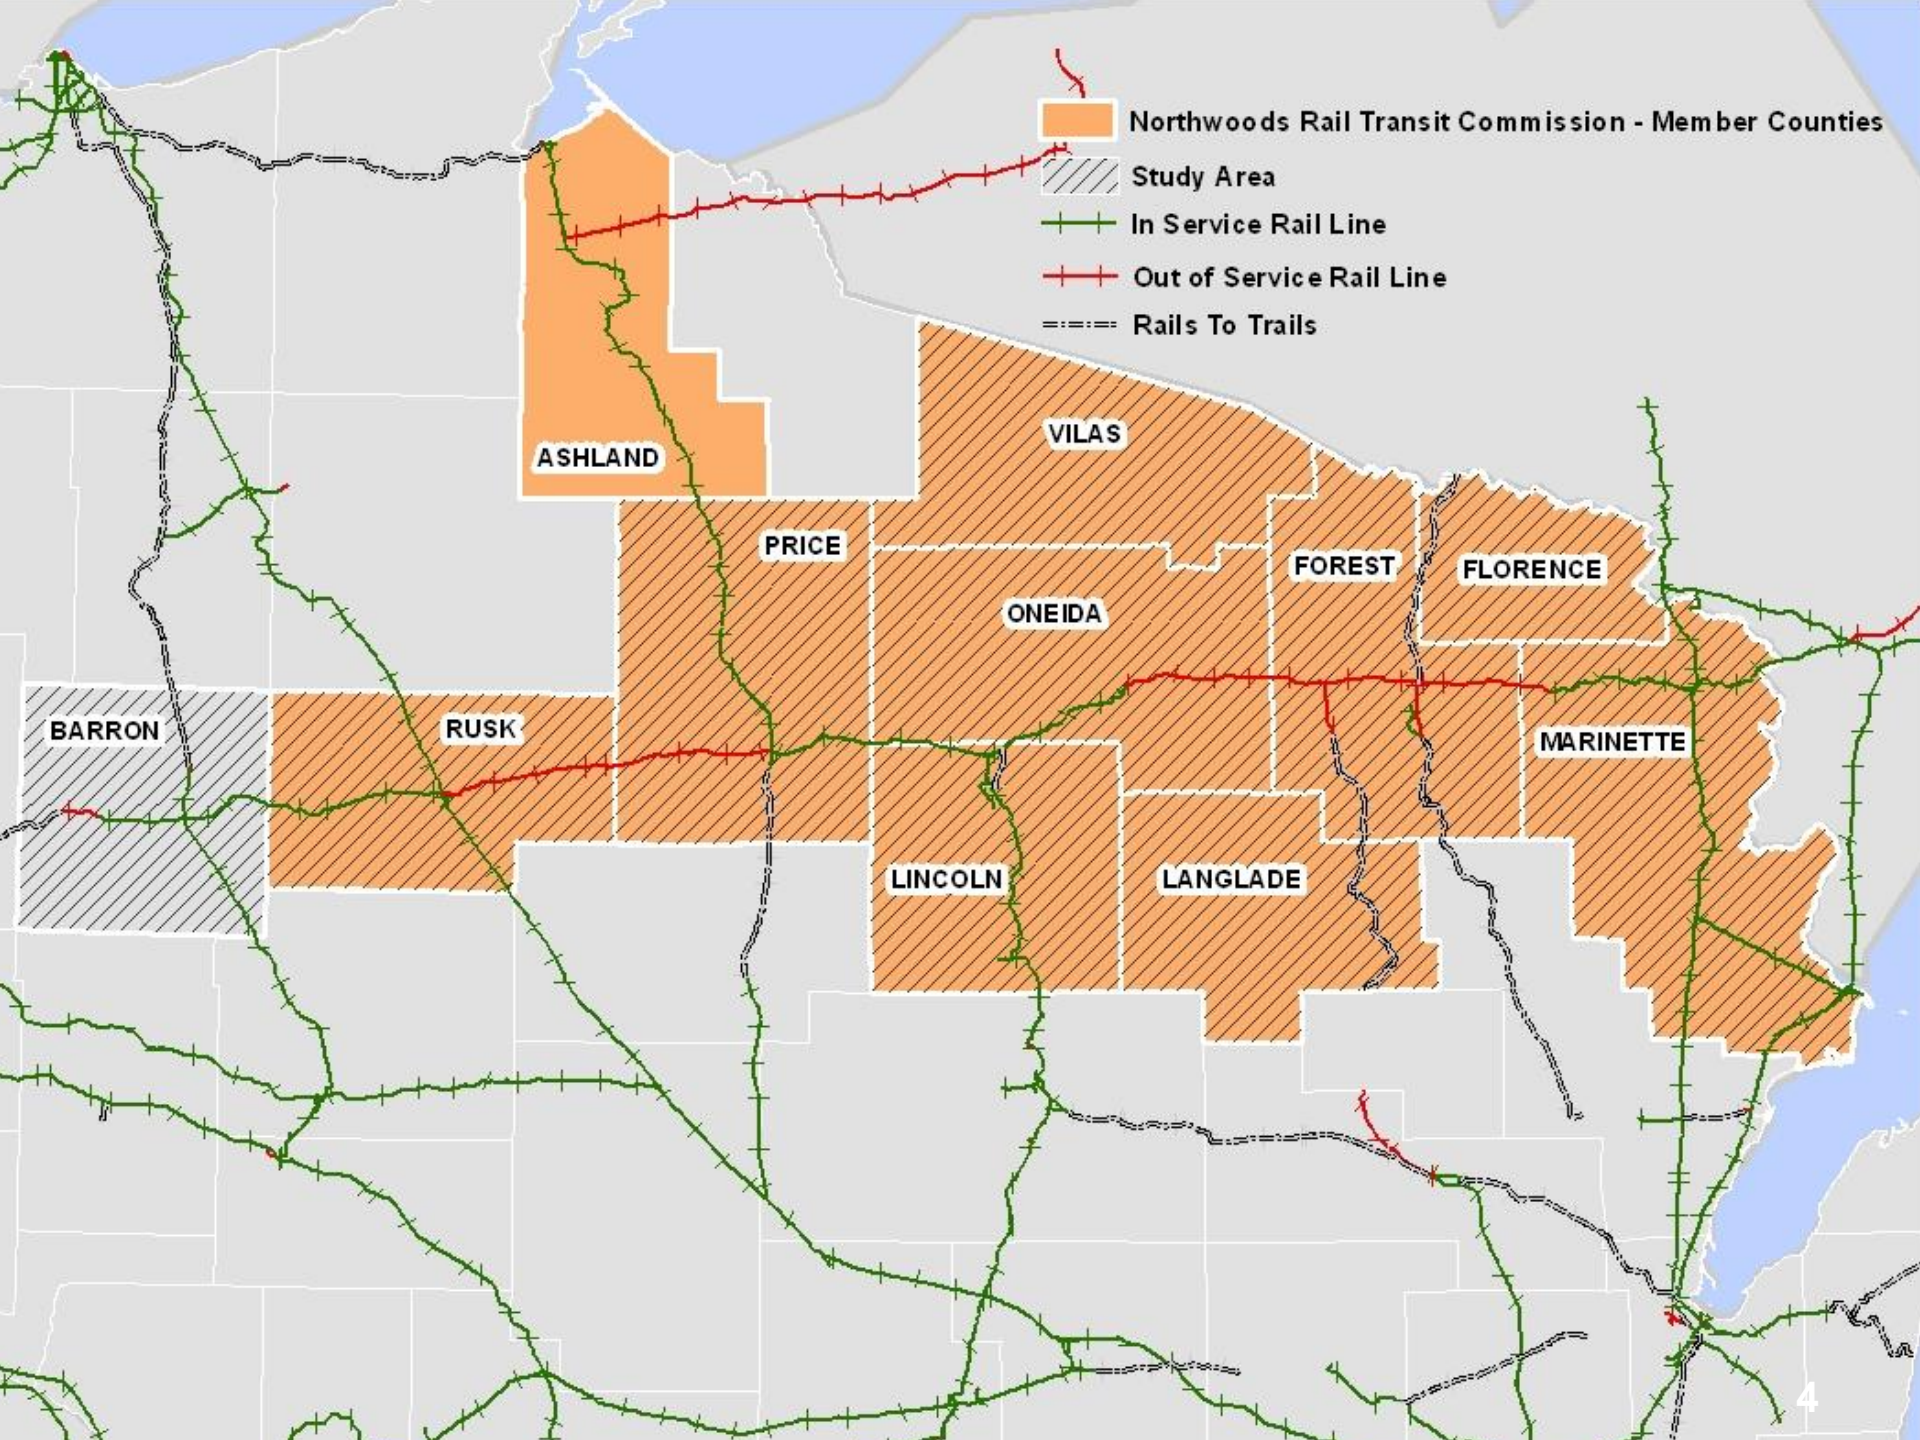 Northwoods Rail Transit Commission - Member Counties
Study Area
In Service Rail Line
Out of Service Rail Line
Rails To Trails
VILAS
ASHLAND
PRICE
FOREST
FLORENCE
ONEIDA
BARRON
RUSK
MARINETTE
LINCOLN
LANGLADE
4